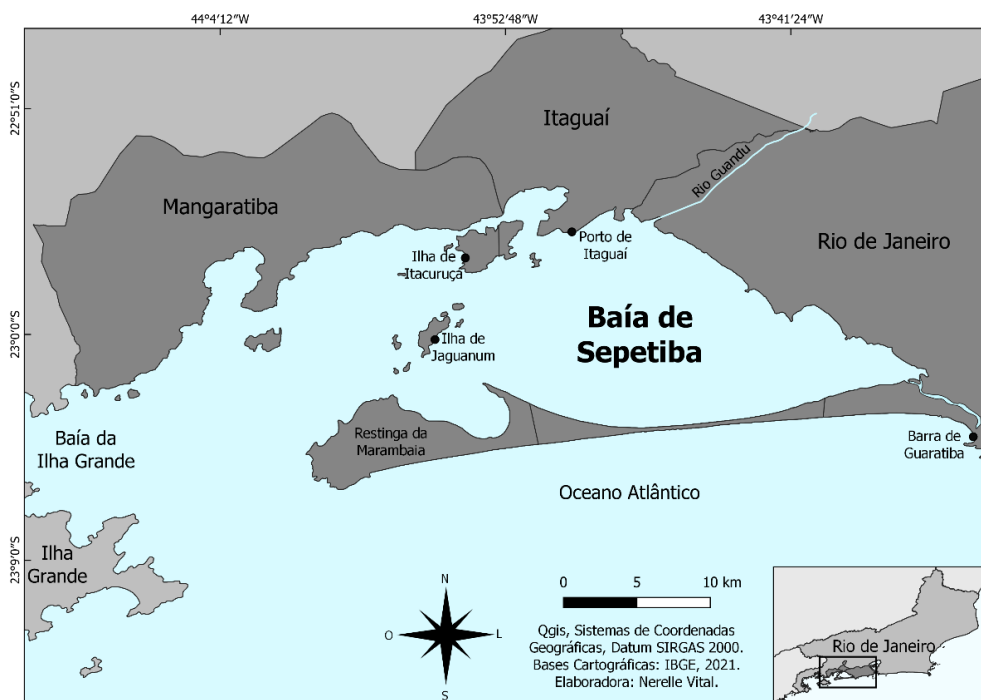 44°4'12"W
43°52'48"W
43°41'24"W
22°51'0"S
23°0'0"S
23°9'0"S
Itaguaí
Rio Guandu
Mangaratiba
Porto de
Itaguaí
Rio de Janeiro
Ilha de
Itacuruçá
Baía de
Sepetiba
Ilha de
Jaguanum
Restinga da
Marambaia
Barra de
Guaratiba
Baía da
Ilha Grande
Oceano Atlântico
Ilha
Grande
N
O
L
S
0 5 10 km
Qgis, Sistemas de Coordenadas
Geográficas, Datum SIRGAS 2000.
Bases Cartográficas: IBGE, 2021.
Elaboradora: Nerelle Vital.
Rio de Janeiro